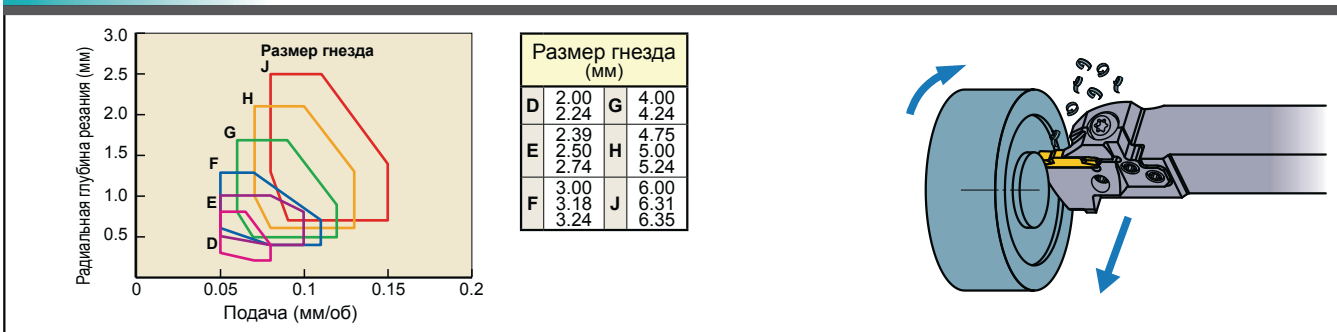 Радиальная глубина резания (мм)
3.0
2.5
2.0
1.5
1.0
0.5
0
0.05
0.1
0.15
0.2
Подача (мм/об)
Размер гнезда
J
H
G
F
E
D
Размер гнезда
(мм)
D 2.00 G 4.00
2.24 4.24
E 2.39 H 4.75
2.50 5.00
2.74 5.24
F 3.00 J 6.00
3.18 6.31
3.24 6.35